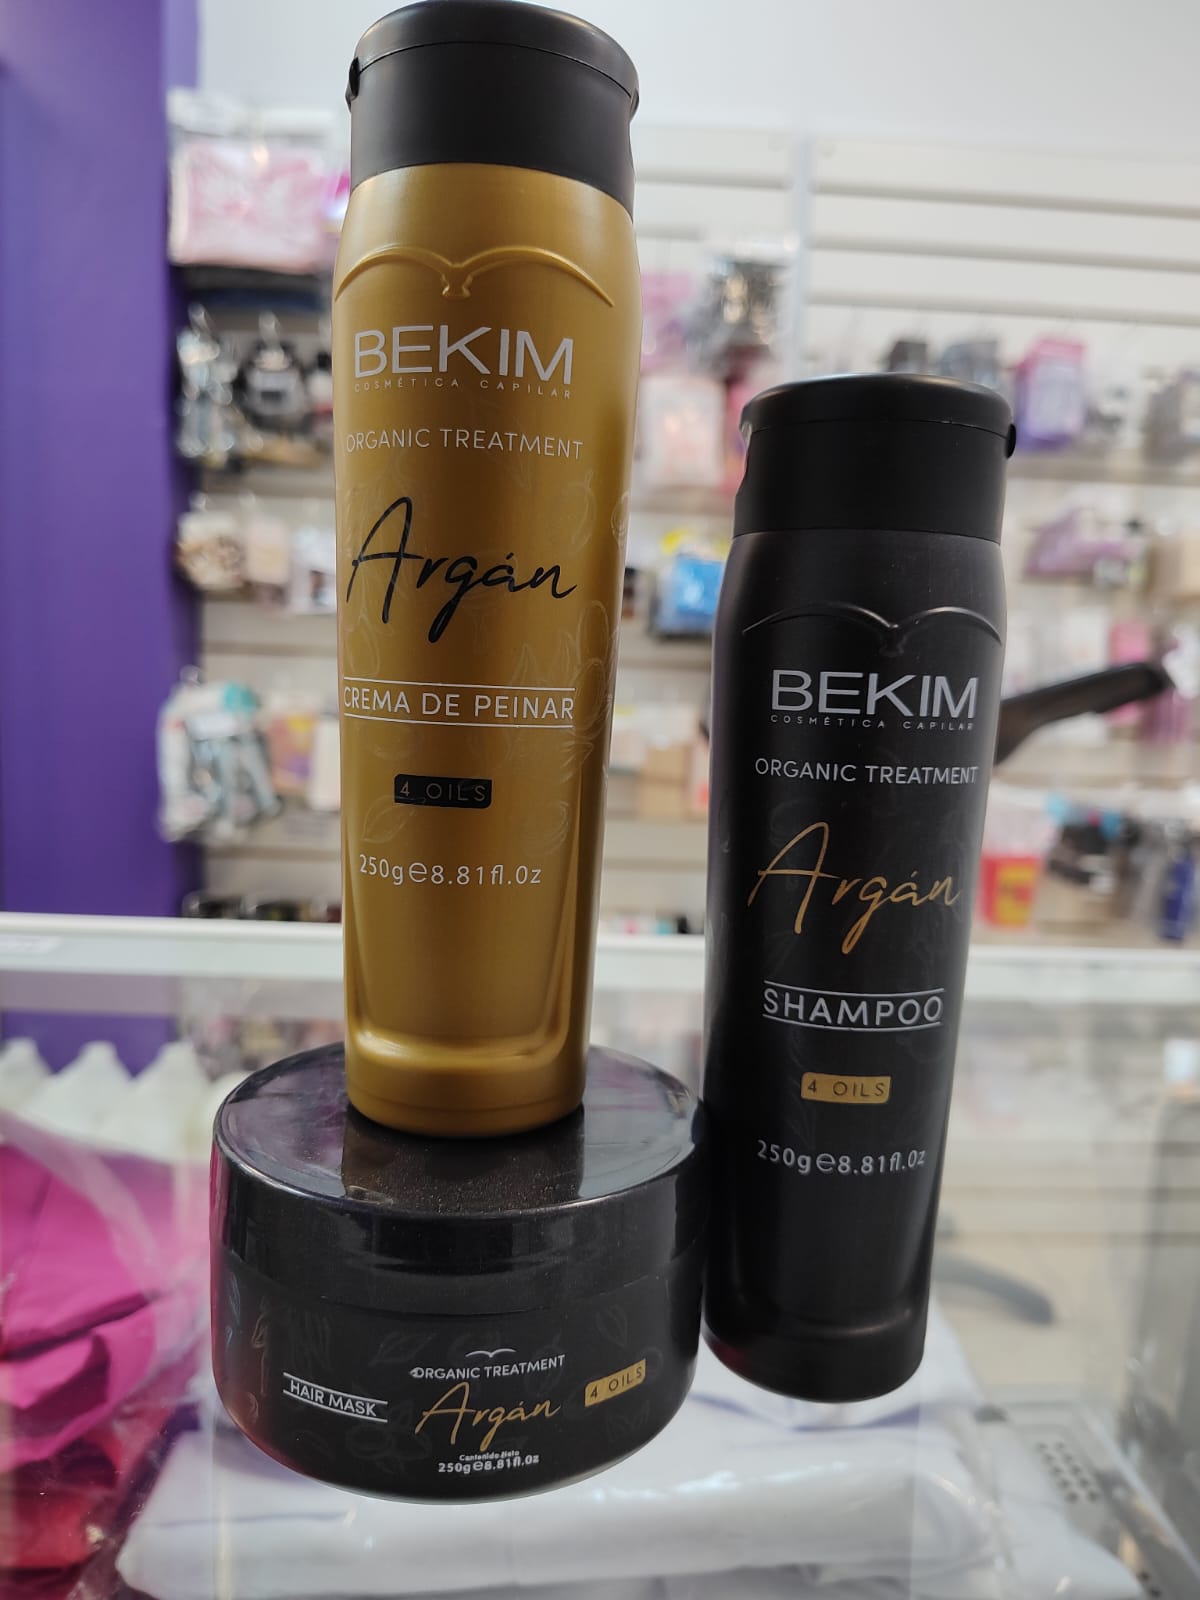 BEKIM
COSMÉTICA CAPILAR
ORGANIC TREATMENT
Argán
CREMA DE PEINAR
4 OILS
250g℮8.81fl.oz
BEKIM
COSMÉTICA CAPILAR
ORGANIC TREATMENT
Argán
SHAMPOO
4 OILS
250g℮8.81fl.oz
ORGANIC TREATMENT
HAIR MASK
Argán
4 OILS
Contenido Neto
250g℮8.81fl.oz